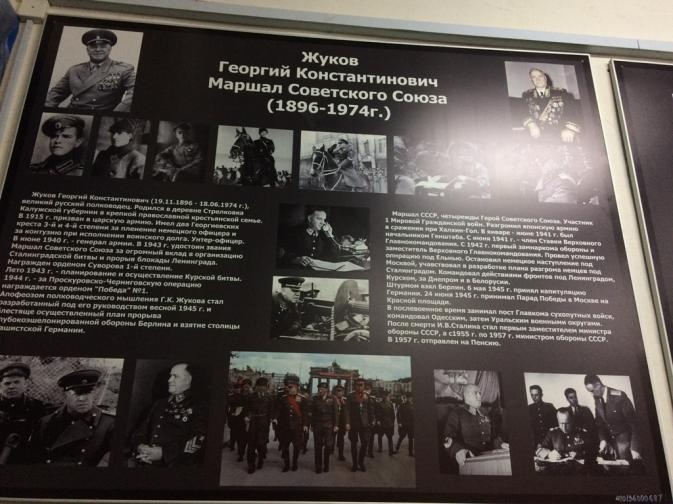 Жуков
Георгий Константинович
Маршал Советского Союза
(1896-1974г.)
Жуков Георгий Константинович (19.11.1896 - 18.06.1974 г.),
великий русский полководец. Родился в деревне Стрелковка
Калужской губернии в крепкой православной крестьянской семье.
В 1915 г. призван в царскую армию. Имел два Георгиевских
креста 3-й и 4-й степени за пленение немецкого офицера и
за контузию при исполнении воинского долга. Унтер-офицер.
В июне 1940 - генерал армии. В 1943 г. удостоен звания
Маршал Советского Союза за огромный вклад в организацию
Сталинградской битвы и прорыв блокады Ленинграда.
Награжден орденом Суворова 1-й степени.
Лето 1943 г. - планирование и осуществление Курской битвы.
1944 г. - за Проскуровско-Черниговскую операцию
награждается орденом "Победа" №1.
Апофеозом полководческого мышления Г.К. Жукова стал
разработанный под его руководством весной 1945 г. и
блестяще осуществленный план прорыва
глубокоэшелонированной обороны Берлина и взятие столицы
фашистской Германии.
Маршал СССР, четырежды Герой Советского Союза. Участник
1 Мировой Гражданской войн. Разгромил японскую армию
в сражении при Халхин-Гол. В январе - июне 1941 г. был
начальником Генштаба. С июня 1941 г. - член Ставки Верховного
Главнокомандования. С 1942 г. первый замнаркома обороны и
заместитель Верховного Главнокомандования. Провел успешную
операцию под Ельнью. Остановил немецкое наступление под
Москвой, участвовал в разработке плана разгрома немцев под
Сталинградом. Командовал действиями фронтов под Ленинградом,
Курском, за Днепром и в Белорусии.
Штурмом взял Берлин. 6 мая 1945 г. принял капитуляцию
Германии. 24 июня 1945 г. принимал Парад Победы в Москве на
Красной площади.
В послевоенное время занимал пост Главкома сухопутных войск,
командовал Одесским, затем Уральским военными округами.
После смерти И.В.Сталина стал первым заместителем министра
обороны СССР, а с1955 г. по 1957 г. министром обороны СССР.
В 1957 г. отправлен на Пенсию.